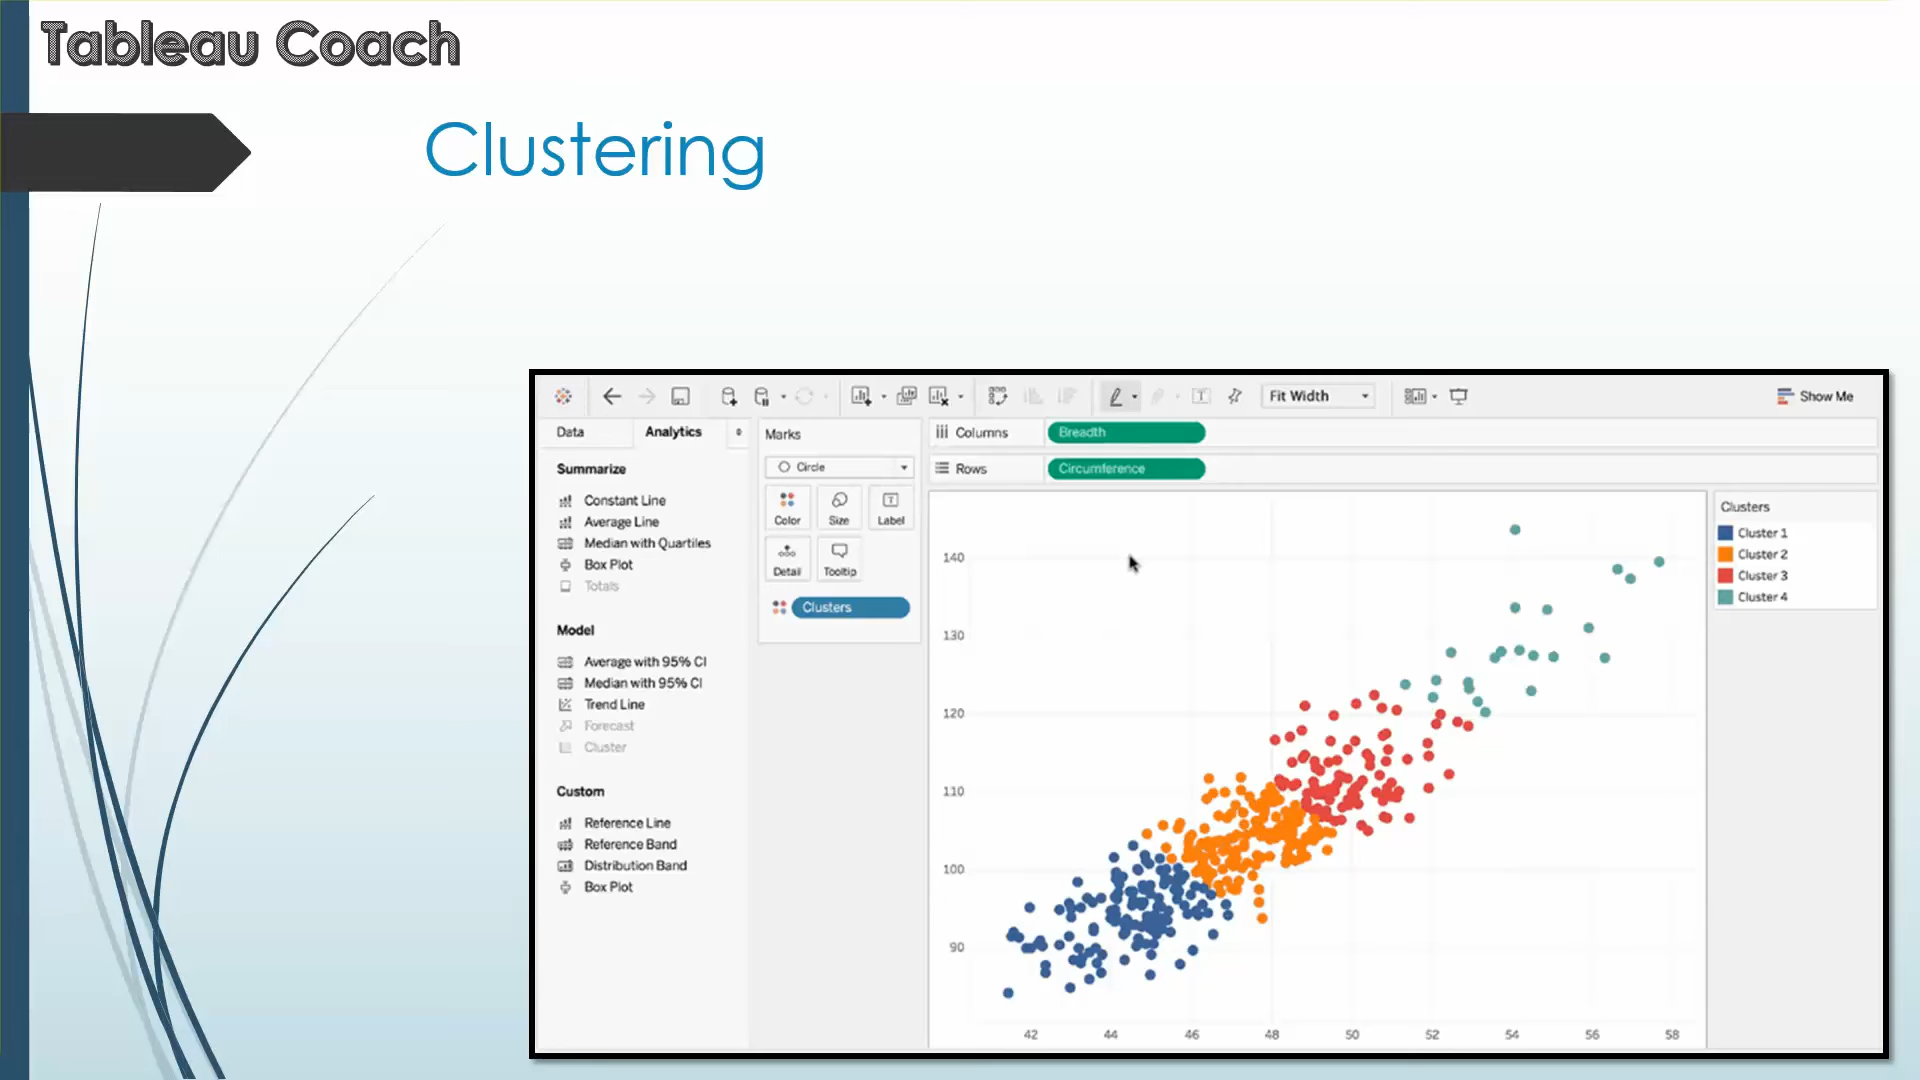 Tableau Coach
Clustering
Fit Width
Show Me
Data
Analytics
Summarize
Constant Line
Average Line
Median with Quartiles
Box Plot
Totals
Model
Average with 95% CI
Median with 95% CI
Trend Line
Forecast
Cluster
Custom
Reference Line
Reference Band
Distribution Band
Box Plot
Marks
Circle
Color
Size
Label
Detail
Tooltip
Clusters
Columns
Breadth
Rows
Circumference
140
130
120
110
100
90
42
44
46
48
50
52
54
56
58
Clusters
Cluster 1
Cluster 2
Cluster 3
Cluster 4